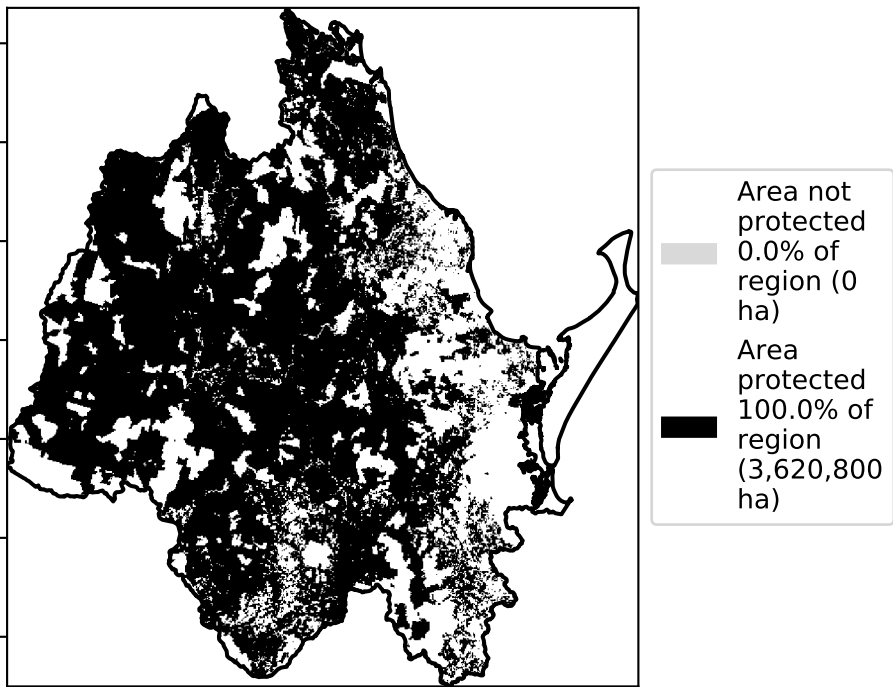 Area not
protected
0.0% of
region (0
ha)
Area
protected
100.0% of
region
(3,620,800
ha)